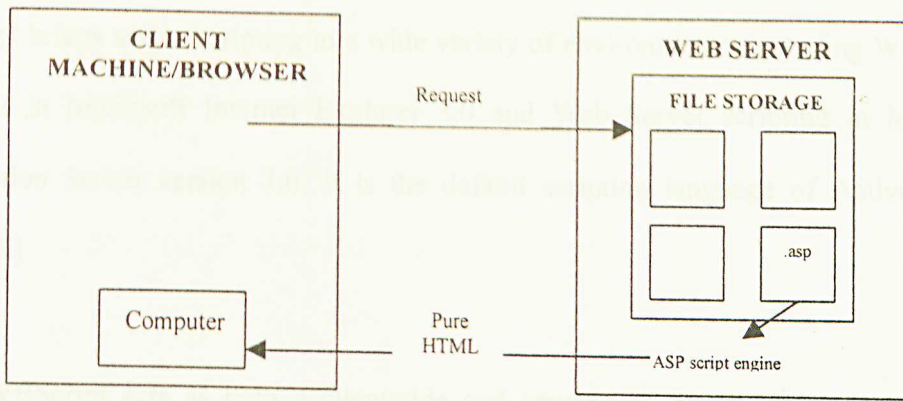 CLIENT
MACHINE/BROWSER
Request
WEB SERVER
FILE STORAGE
.asp
Computer
Pure
HTML
ASP script engine